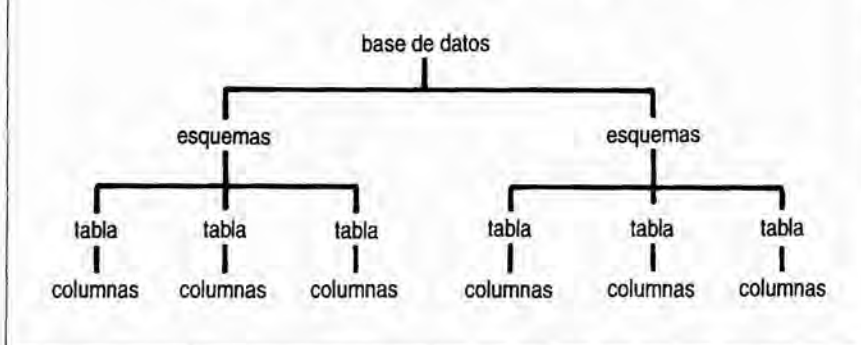 base de datos
esquemas esquemas
tabla tabla tabla tabla tabla tabla
columnas columnas columnas columnas columnas columnas